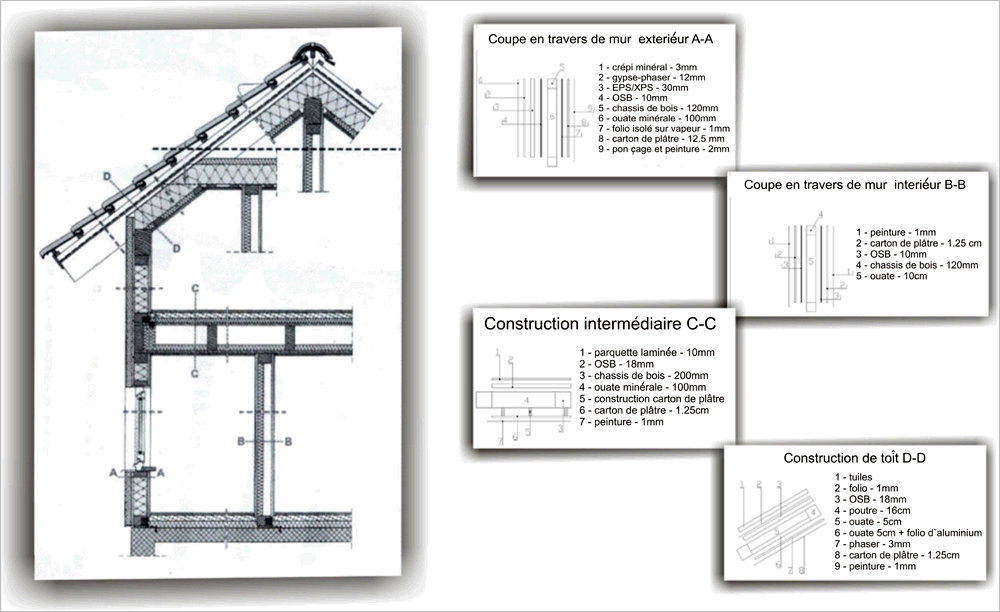 D
D
C
C
B
B
A
A
Coupe en travers de mur exteriéur A-A
1 - crépi minéral - 3mm
2 - gypse-phaser - 12mm
3 - EPS/XPS - 30mm
4 - OSB - 10mm
5 - chassis de bois - 120mm
6 - ouate minérale - 100mm
7 - folio isolé sur vapeur - 1mm
8 - carton de plâtre - 12.5 mm
9 - pon çage et peinture - 2mm
Coupe en travers de mur interiéur B-B
1 - peinture - 1mm
2 - carton de plâtre - 1.25 cm
3 - OSB - 10mm
4 - chassis de bois - 120mm
5 - ouate - 10cm
Construction intermédiaire C-C
1 - parquette laminée - 10mm
2 - OSB - 18mm
3 - chassis de bois - 200mm
4 - ouate minérale - 100mm
5 - construction carton de plâtre
6 - carton de plâtre - 1.25cm
7 - peinture - 1mm
Construction de toît D-D
1 - tuiles
2 - folio - 1mm
3 - OSB - 18mm
4 - poutre - 16cm
5 - ouate - 5cm
6 - ouate 5cm + folio d`aluminium
7 - phaser - 3mm
8 - carton de plâtre - 1.25cm
9 - peinture - 1mm